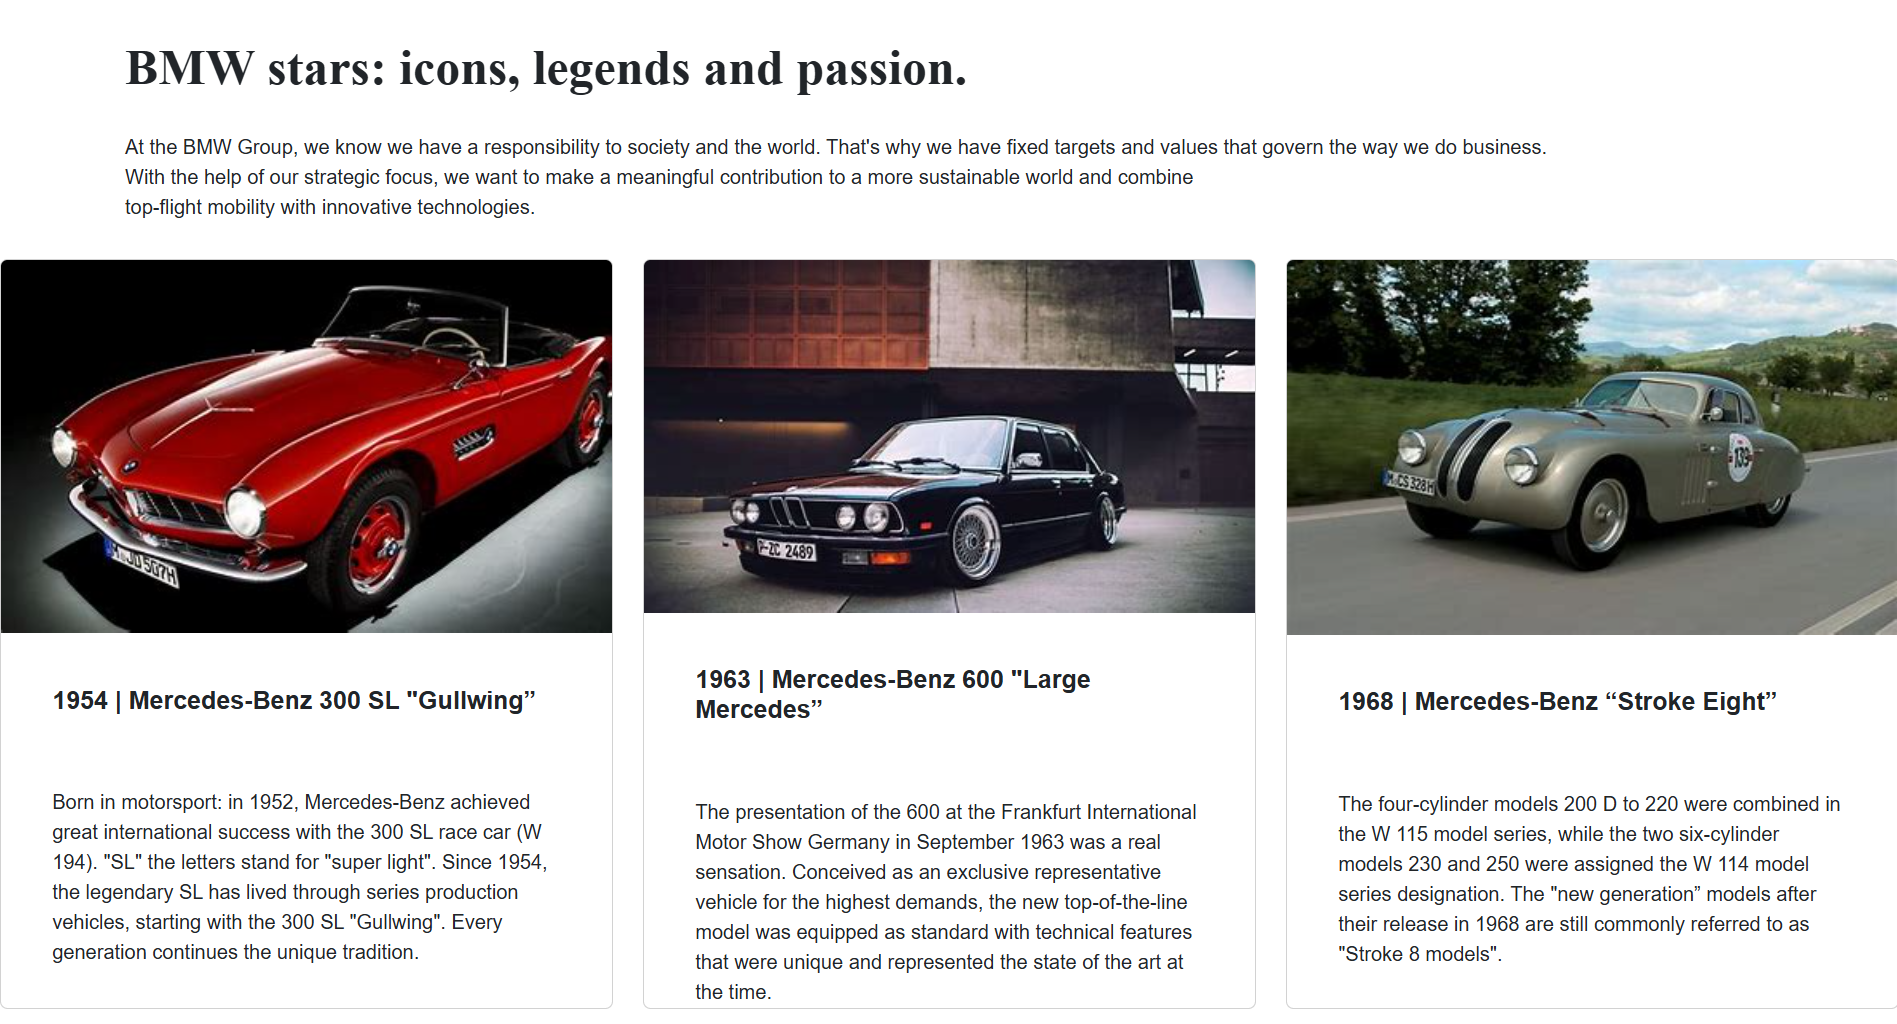 BMW stars: icons, legends and passion.
At the BMW Group, we know we have a responsibility to society and the world. That's why we have fixed targets and values that govern the way we do business.
With the help of our strategic focus, we want to make a meaningful contribution to a more sustainable world and combine
top-flight mobility with innovative technologies.
M JD 507H
1954 | Mercedes-Benz 300 SL "Gullwing”
Born in motorsport: in 1952, Mercedes-Benz achieved
great international success with the 300 SL race car (W
194). "SL" the letters stand for "super light". Since 1954,
the legendary SL has lived through series production
vehicles, starting with the 300 SL "Gullwing". Every
generation continues the unique tradition.
ZC 2489
1963 | Mercedes-Benz 600 "Large
Mercedes”
The presentation of the 600 at the Frankfurt International
Motor Show Germany in September 1963 was a real
sensation. Conceived as an exclusive representative
vehicle for the highest demands, the new top-of-the-line
model was equipped as standard with technical features
that were unique and represented the state of the art at
the time.
139
M CS 328H
1968 | Mercedes-Benz “Stroke Eight”
The four-cylinder models 200 D to 220 were combined in
the W 115 model series, while the two six-cylinder
models 230 and 250 were assigned the W 114 model
series designation. The "new generation” models after
their release in 1968 are still commonly referred to as
"Stroke 8 models".